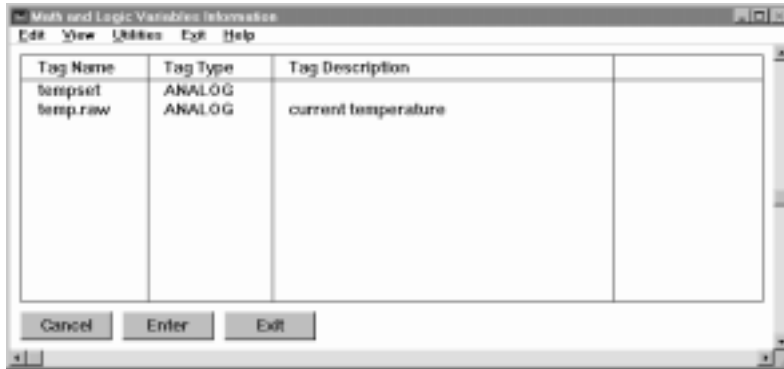 Math and Logic Variables Information
Edit View Utilities Exit Help
Tag Name Tag Type Tag Description
tempset ANALOG
temp.raw ANALOG current temperature
Cancel Enter Exit